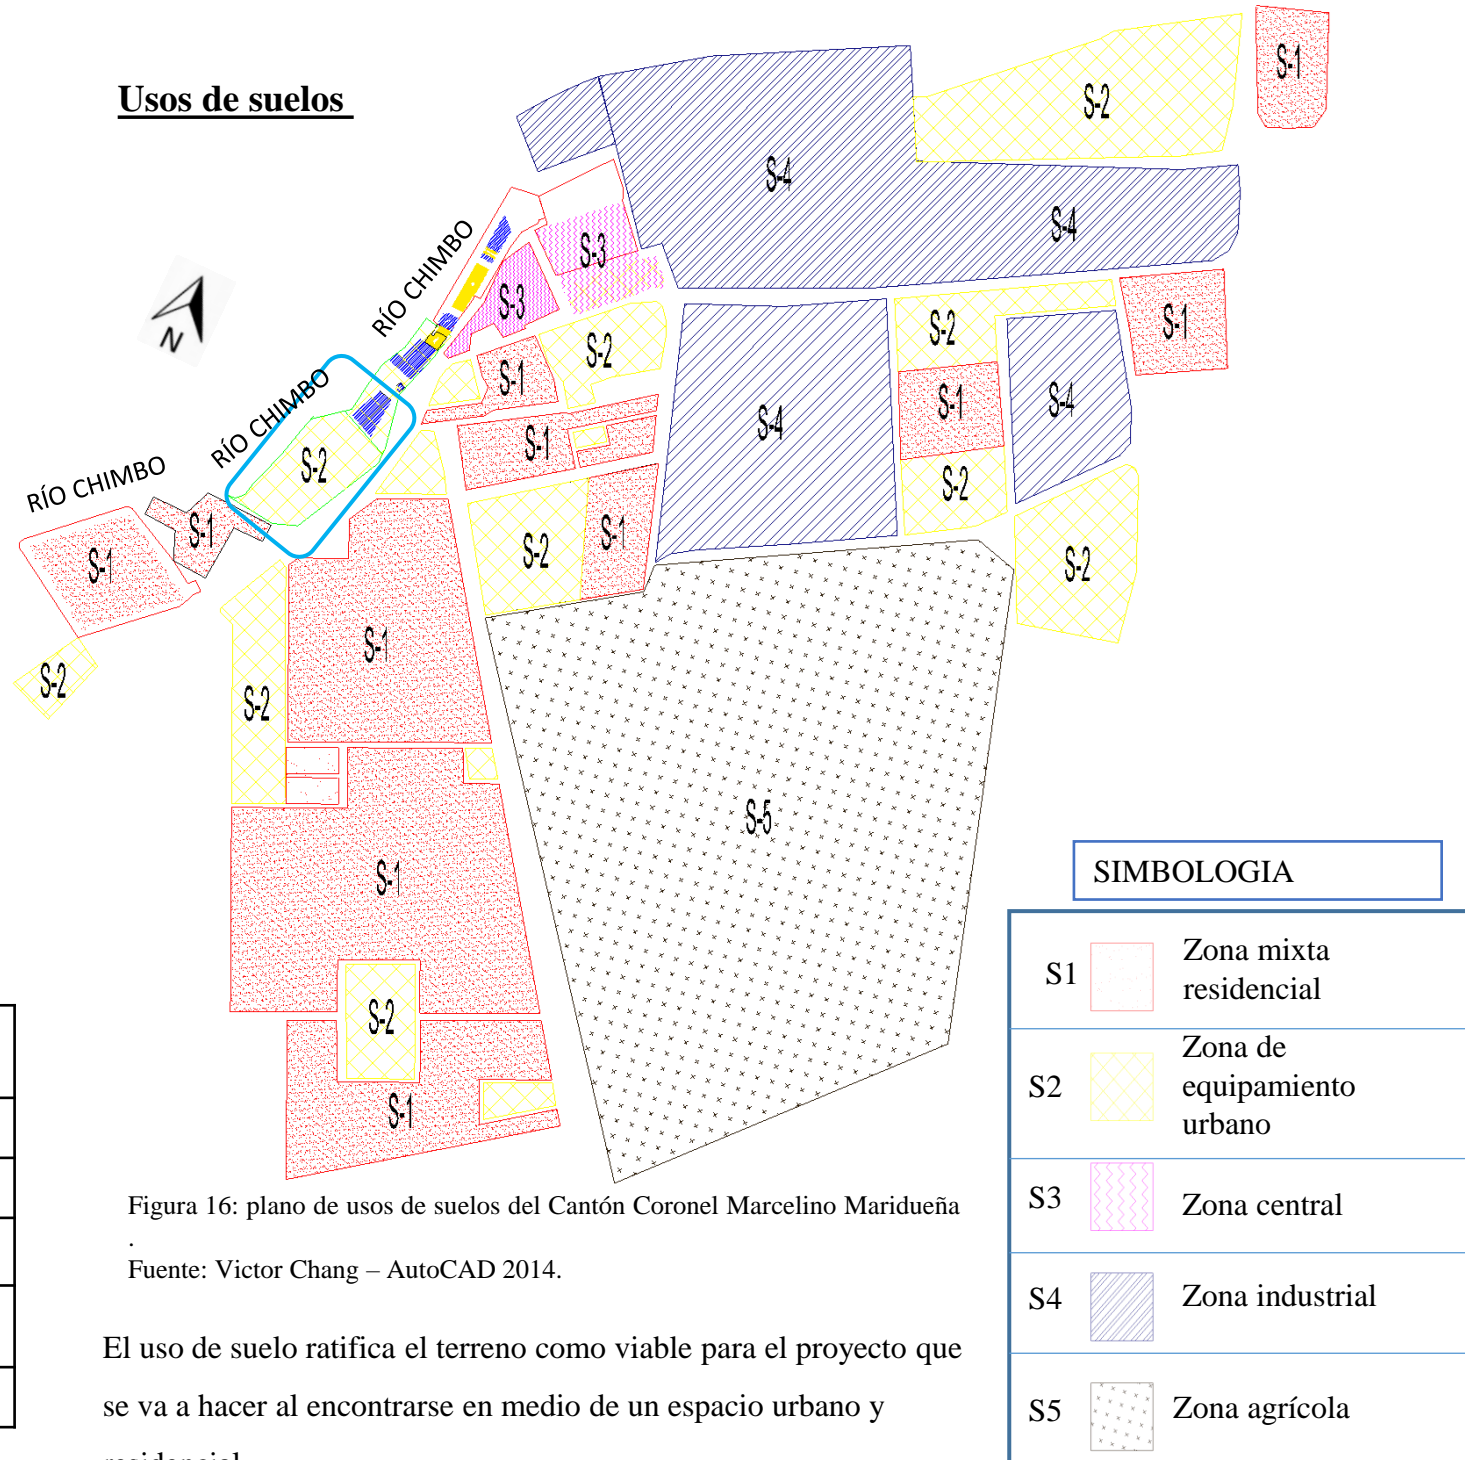 Usos de suelos
S-1
S-2
S-4
S-4
RÍO CHIMBO
S-3
S-3
N
S-2
S-1
S-2
S-1
S-1
S-4
S-4
S-1
RÍO CHIMBO
S-2
S-1
S-2
RÍO CHIMBO
S-1
S-1
S-2
S-1
S-2
S-1
S-2
S-2
S-5
S-1
S-2
S-1
SIMBOLOGIA
S1 Zona mixta
residencial
S2 Zona de
equipamiento
urbano
S3 Zona central
S4 Zona industrial
S5 Zona agrícola
Figura 16: plano de usos de suelos del Cantón Coronel Marcelino Maridueña
.
Fuente: Victor Chang – AutoCAD 2014.
El uso de suelo ratifica el terreno como viable para el proyecto que
se va a hacer al encontrarse en medio de un espacio urbano y